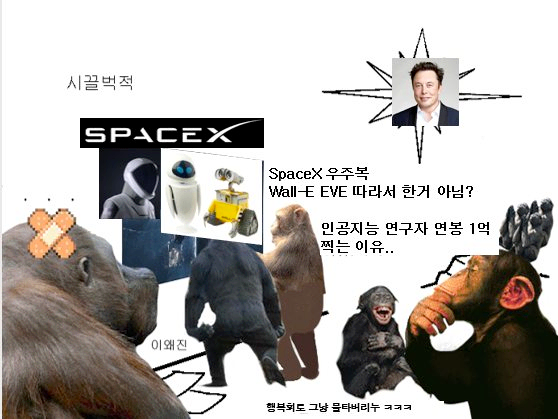 시끌벅적
SPACEX
SpaceX 우주복
Wall-E EVE 따라서 한거 아님?
인공지능 연구자 연봉 1억
찍는 이유..
이왜진
행복회로 그냥 불타버리누 ㅋㅋㅋ